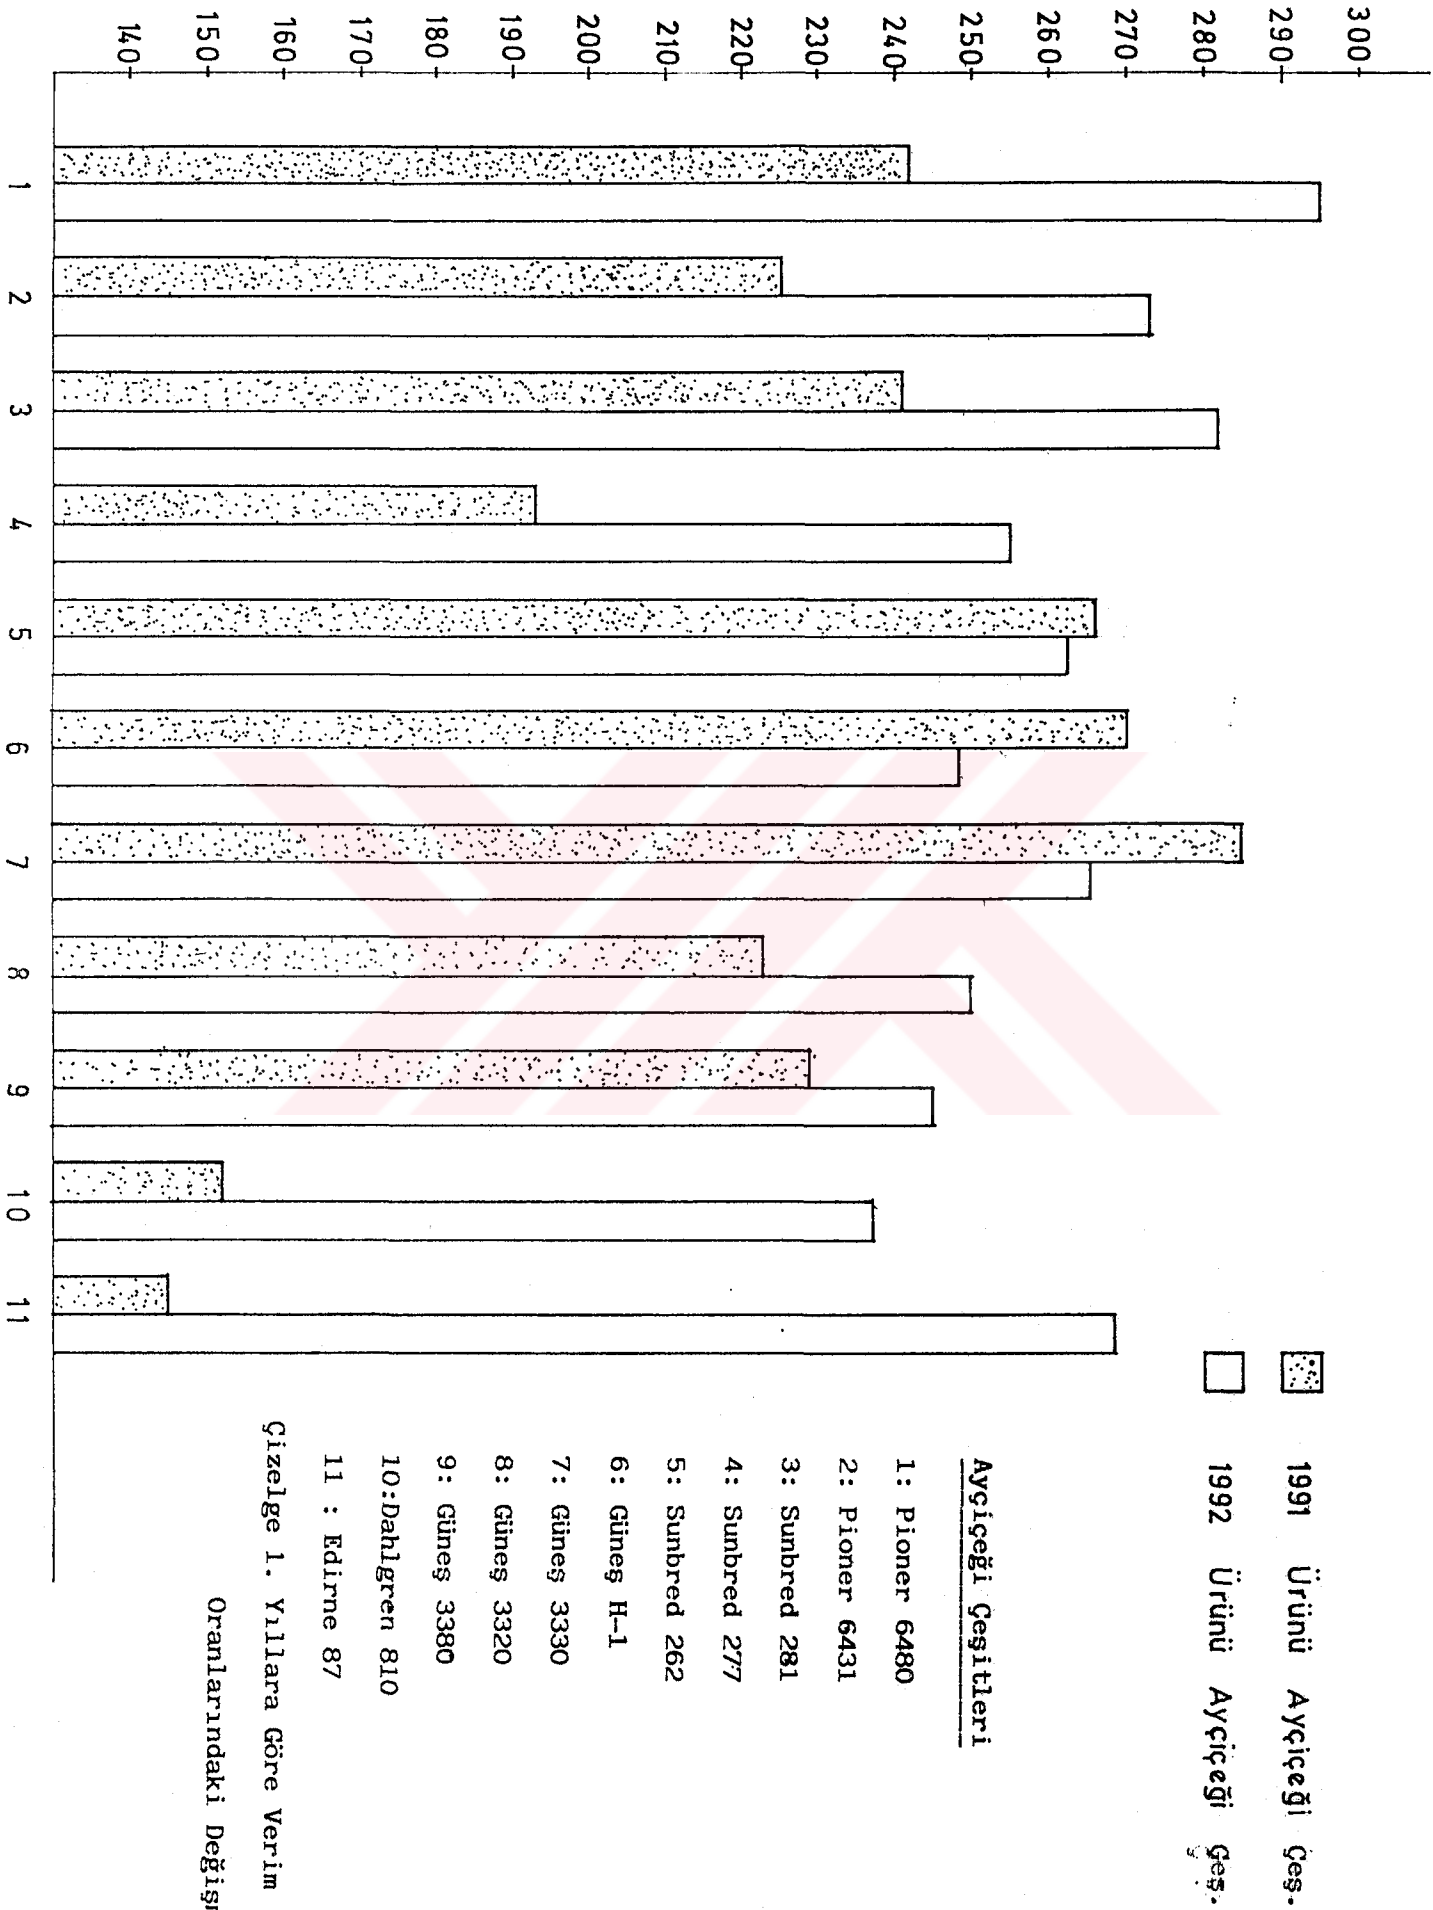 300
290
280
270
260
250
240
230
220
210
200
190
180
170
160
150
140
1 2 3 4 5 6 7 8 9 10 11
1991 Ürünü Ayçiçeği Çeş.
1992 Ürünü Ayçiçeği Çeş.
Ayçiçeği Çeşitleri
1: Pioner 6480
2: Pioner 6431
3: Sunbred 281
4: Sunbred 277
5: Sunbred 262
6: Güneş H-1
7: Güneş 3330
8: Güneş 3320
9: Güneş 3380
10:Dahlgren 810
11 : Edirne 87
Çizelge 1. Yıllara Göre Verim
Oranlarındaki Değişı